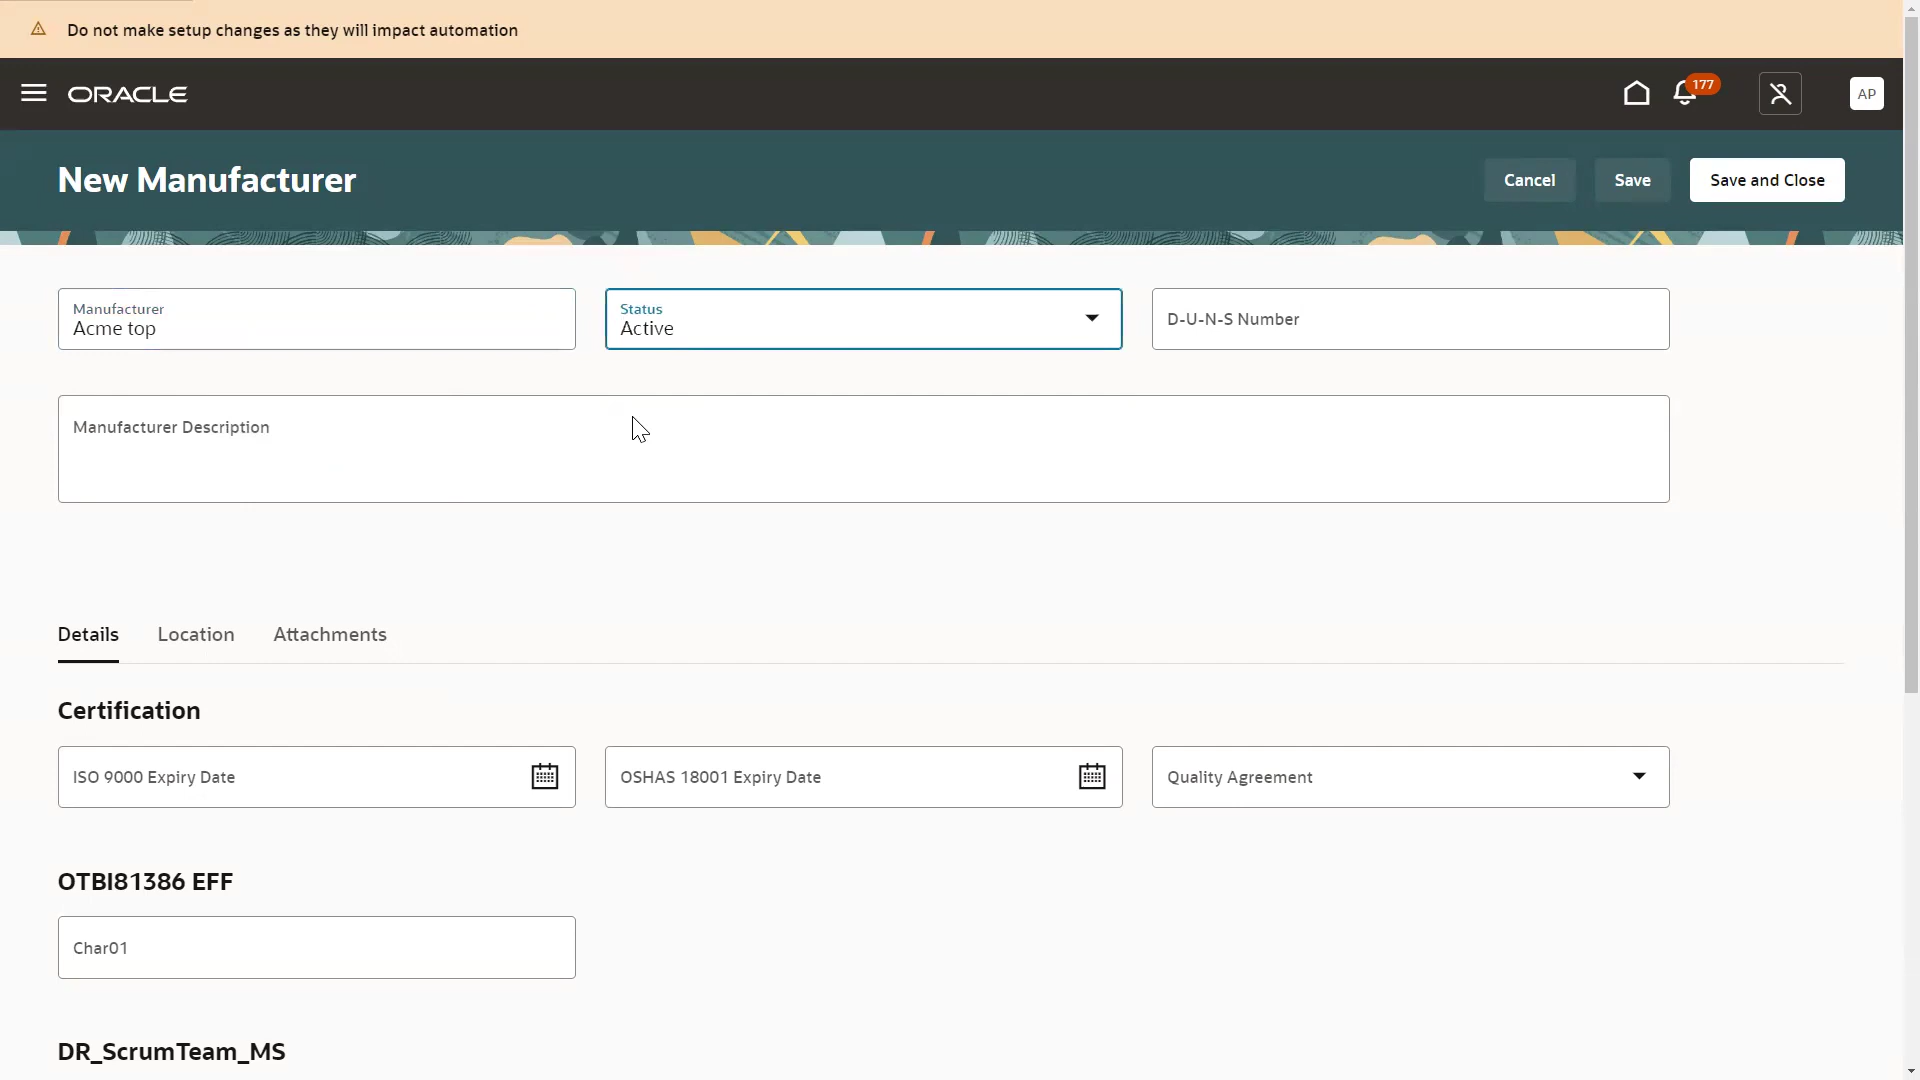 Do not make setup changes as they will impact automation
ORACLE
177
AP
New Manufacturer
Cancel
Save
Save and Close
Manufacturer
Acme top
Status
Active
D-U-N-S Number
Manufacturer Description
Details
Location
Attachments
Certification
ISO 9000 Expiry Date
OSHAS 18001 Expiry Date
Quality Agreement
OTBI81386 EFF
Char01
DR_ScrumTeam_MS